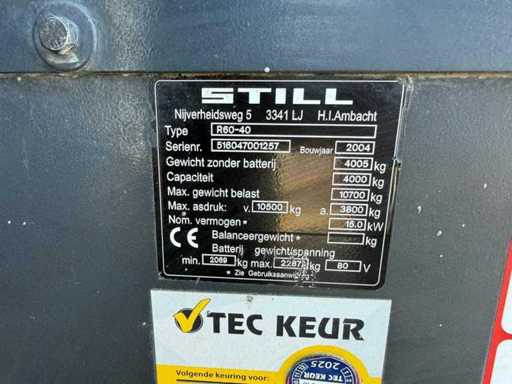 STILL
Nijverheidsweg 5 3341 LJ H.I.Ambacht
Type R60-40
Serienr. 516047001257 Bouwjaar 2004
Gewicht zonder batterij 4005 kg
Capaciteit 4000 kg
Max. gewicht belast 10700 kg
Max. asdruk: v. 10500 kg a. 3800 kg
Nom. vermogen * 15.0 kW
Balanceergewicht * kg
Batterij gewicht/spanning
min. 2069 kg max 2287 kg 80 V
* Zie Gebruiksaanwijzing
CE
TEC KEUR
Volgende keuring voor:
2025
TEC KEUR